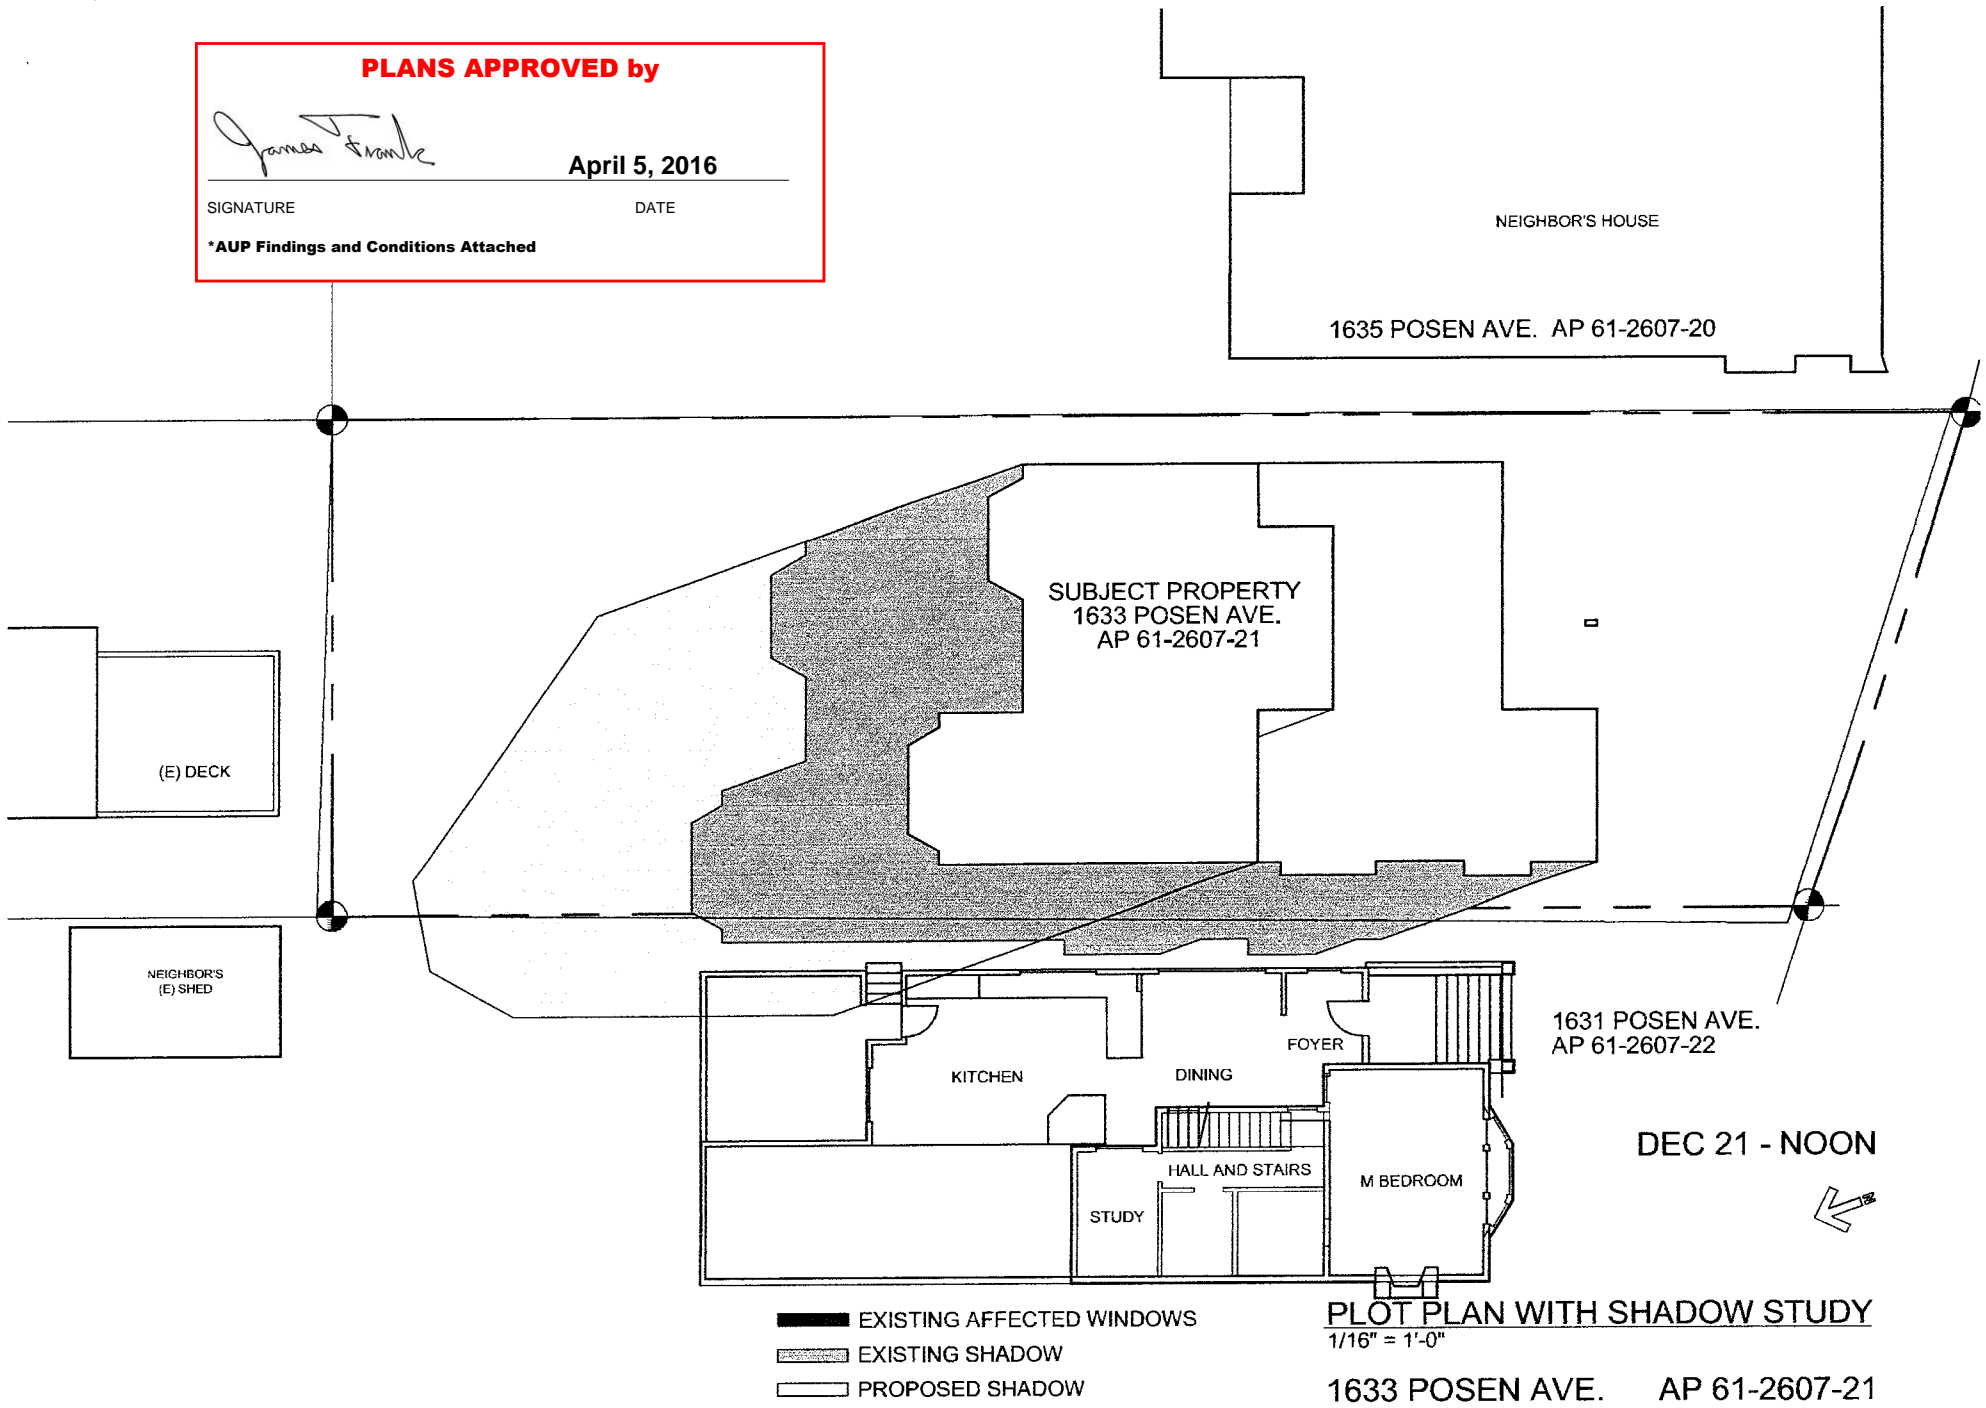 PLANS APPROVED by
James Frank
April 5, 2016
SIGNATURE DATE
*AUP Findings and Conditions Attached
NEIGHBOR'S HOUSE
1635 POSEN AVE. AP 61-2607-20
SUBJECT PROPERTY
1633 POSEN AVE.
AP 61-2607-21
(E) DECK
NEIGHBOR'S
(E) SHED
1631 POSEN AVE.
AP 61-2607-22
FOYER
KITCHEN
DINING
HALL AND STAIRS
M BEDROOM
STUDY
DEC 21 - NOON
N
EXISTING AFFECTED WINDOWS
EXISTING SHADOW
PROPOSED SHADOW
PLOT PLAN WITH SHADOW STUDY
1/16" = 1'-0"
1633 POSEN AVE. AP 61-2607-21